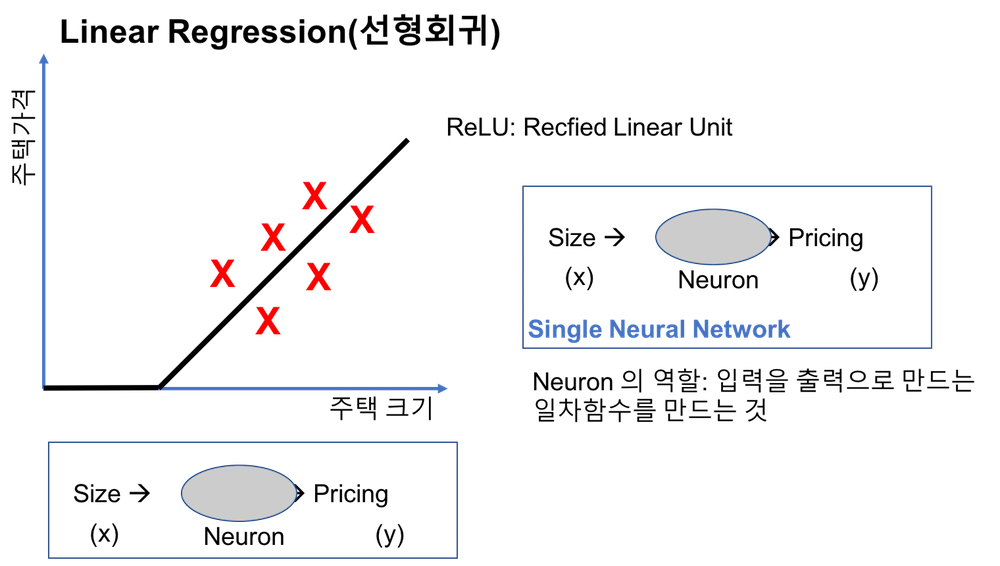 Linear Regression(선형회귀)
주택가격
ReLU: Recfied Linear Unit
Size → Pricing
(x) Neuron (y)
Single Neural Network
주택 크기
Neuron 의 역할: 입력을 출력으로 만드는
일차함수를 만드는 것
Size → Pricing
(x) Neuron (y)
X
X
X
X
X
X